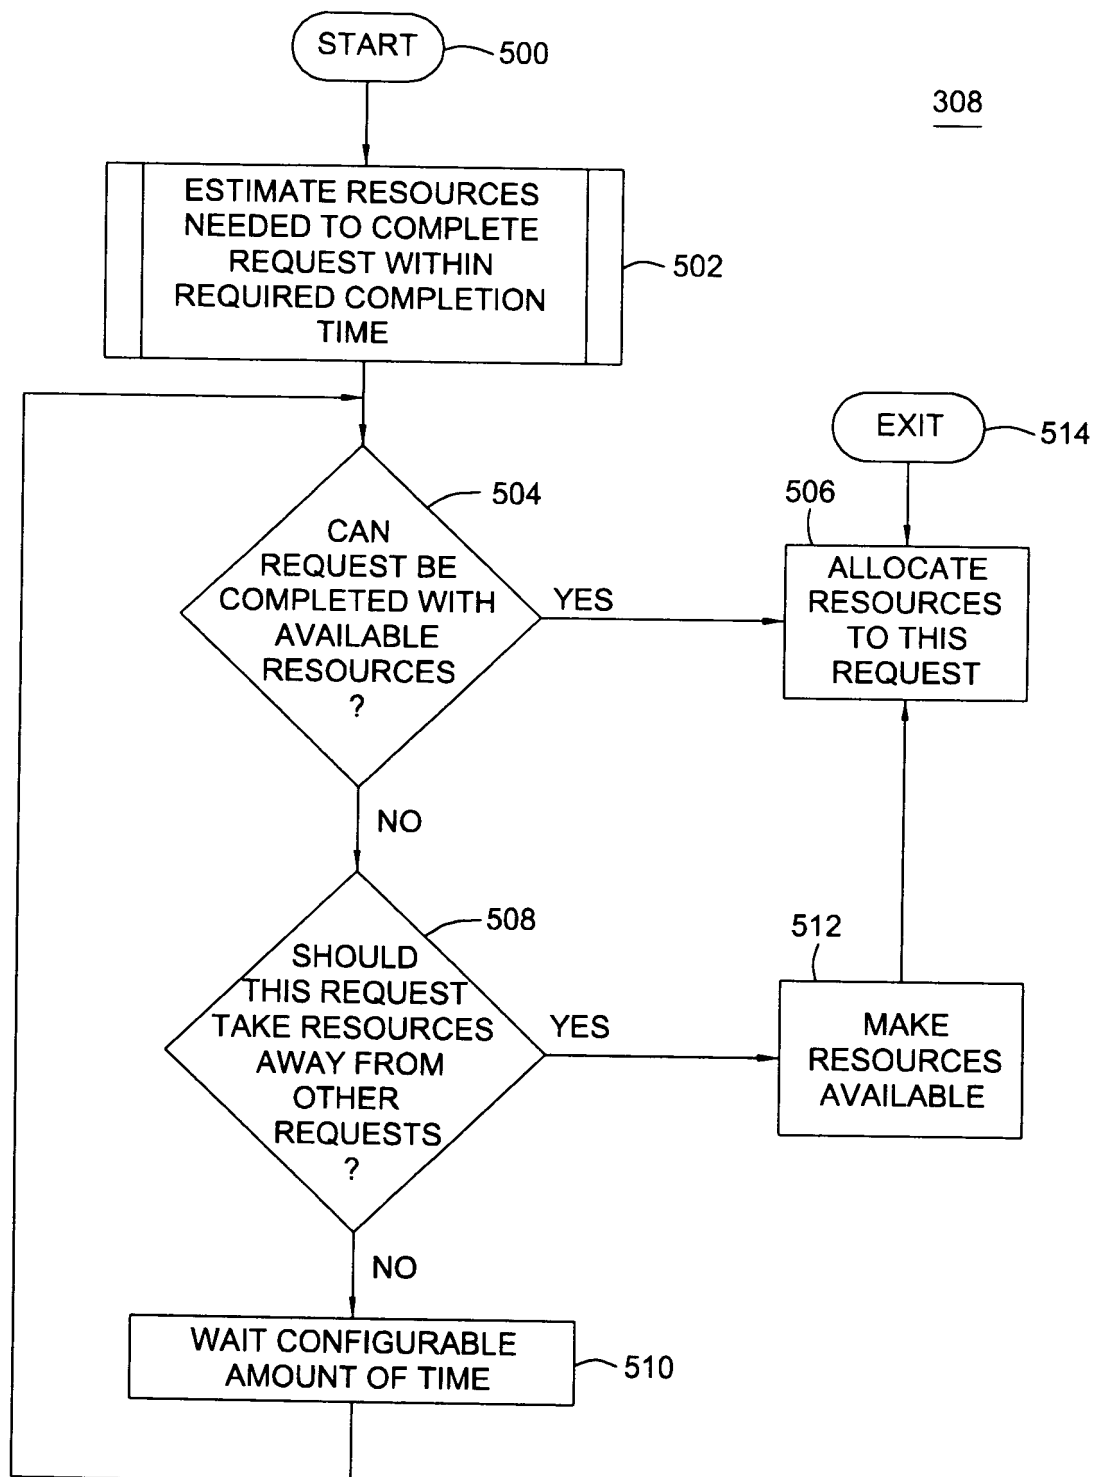 START
500
308
ESTIMATE RESOURCES
NEEDED TO COMPLETE
REQUEST WITHIN
REQUIRED COMPLETION
TIME
502
EXIT
514
504
506
CAN
REQUEST BE
COMPLETED WITH
AVAILABLE
RESOURCES
?
YES
ALLOCATE
RESOURCES
TO THIS
REQUEST
NO
508
512
SHOULD
THIS REQUEST
TAKE RESOURCES
AWAY FROM
OTHER
REQUESTS
?
YES
MAKE
RESOURCES
AVAILABLE
NO
WAIT CONFIGURABLE
AMOUNT OF TIME
510